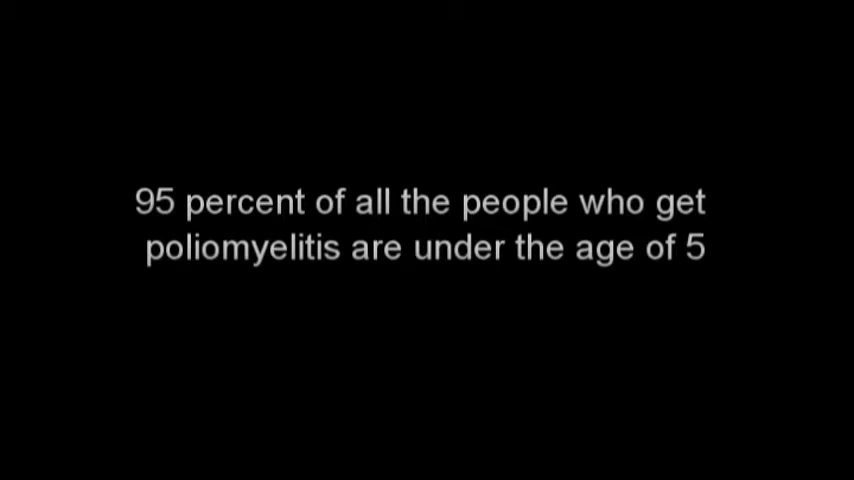 95 percent of all the people who get
poliomyelitis are under the age of 5